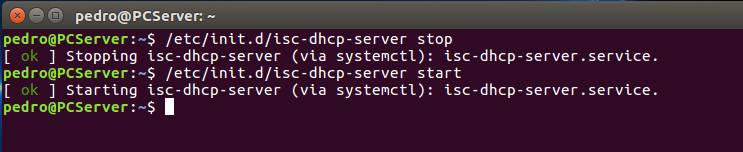 pedro@PCServer: ~
pedro@PCServer:~$ /etc/init.d/isc-dhcp-server stop
[ ok ] Stopping isc-dhcp-server (via systemctl): isc-dhcp-server.service.
pedro@PCServer:~$ /etc/init.d/isc-dhcp-server start
[ ok ] Starting isc-dhcp-server (via systemctl): isc-dhcp-server.service.
pedro@PCServer:~$